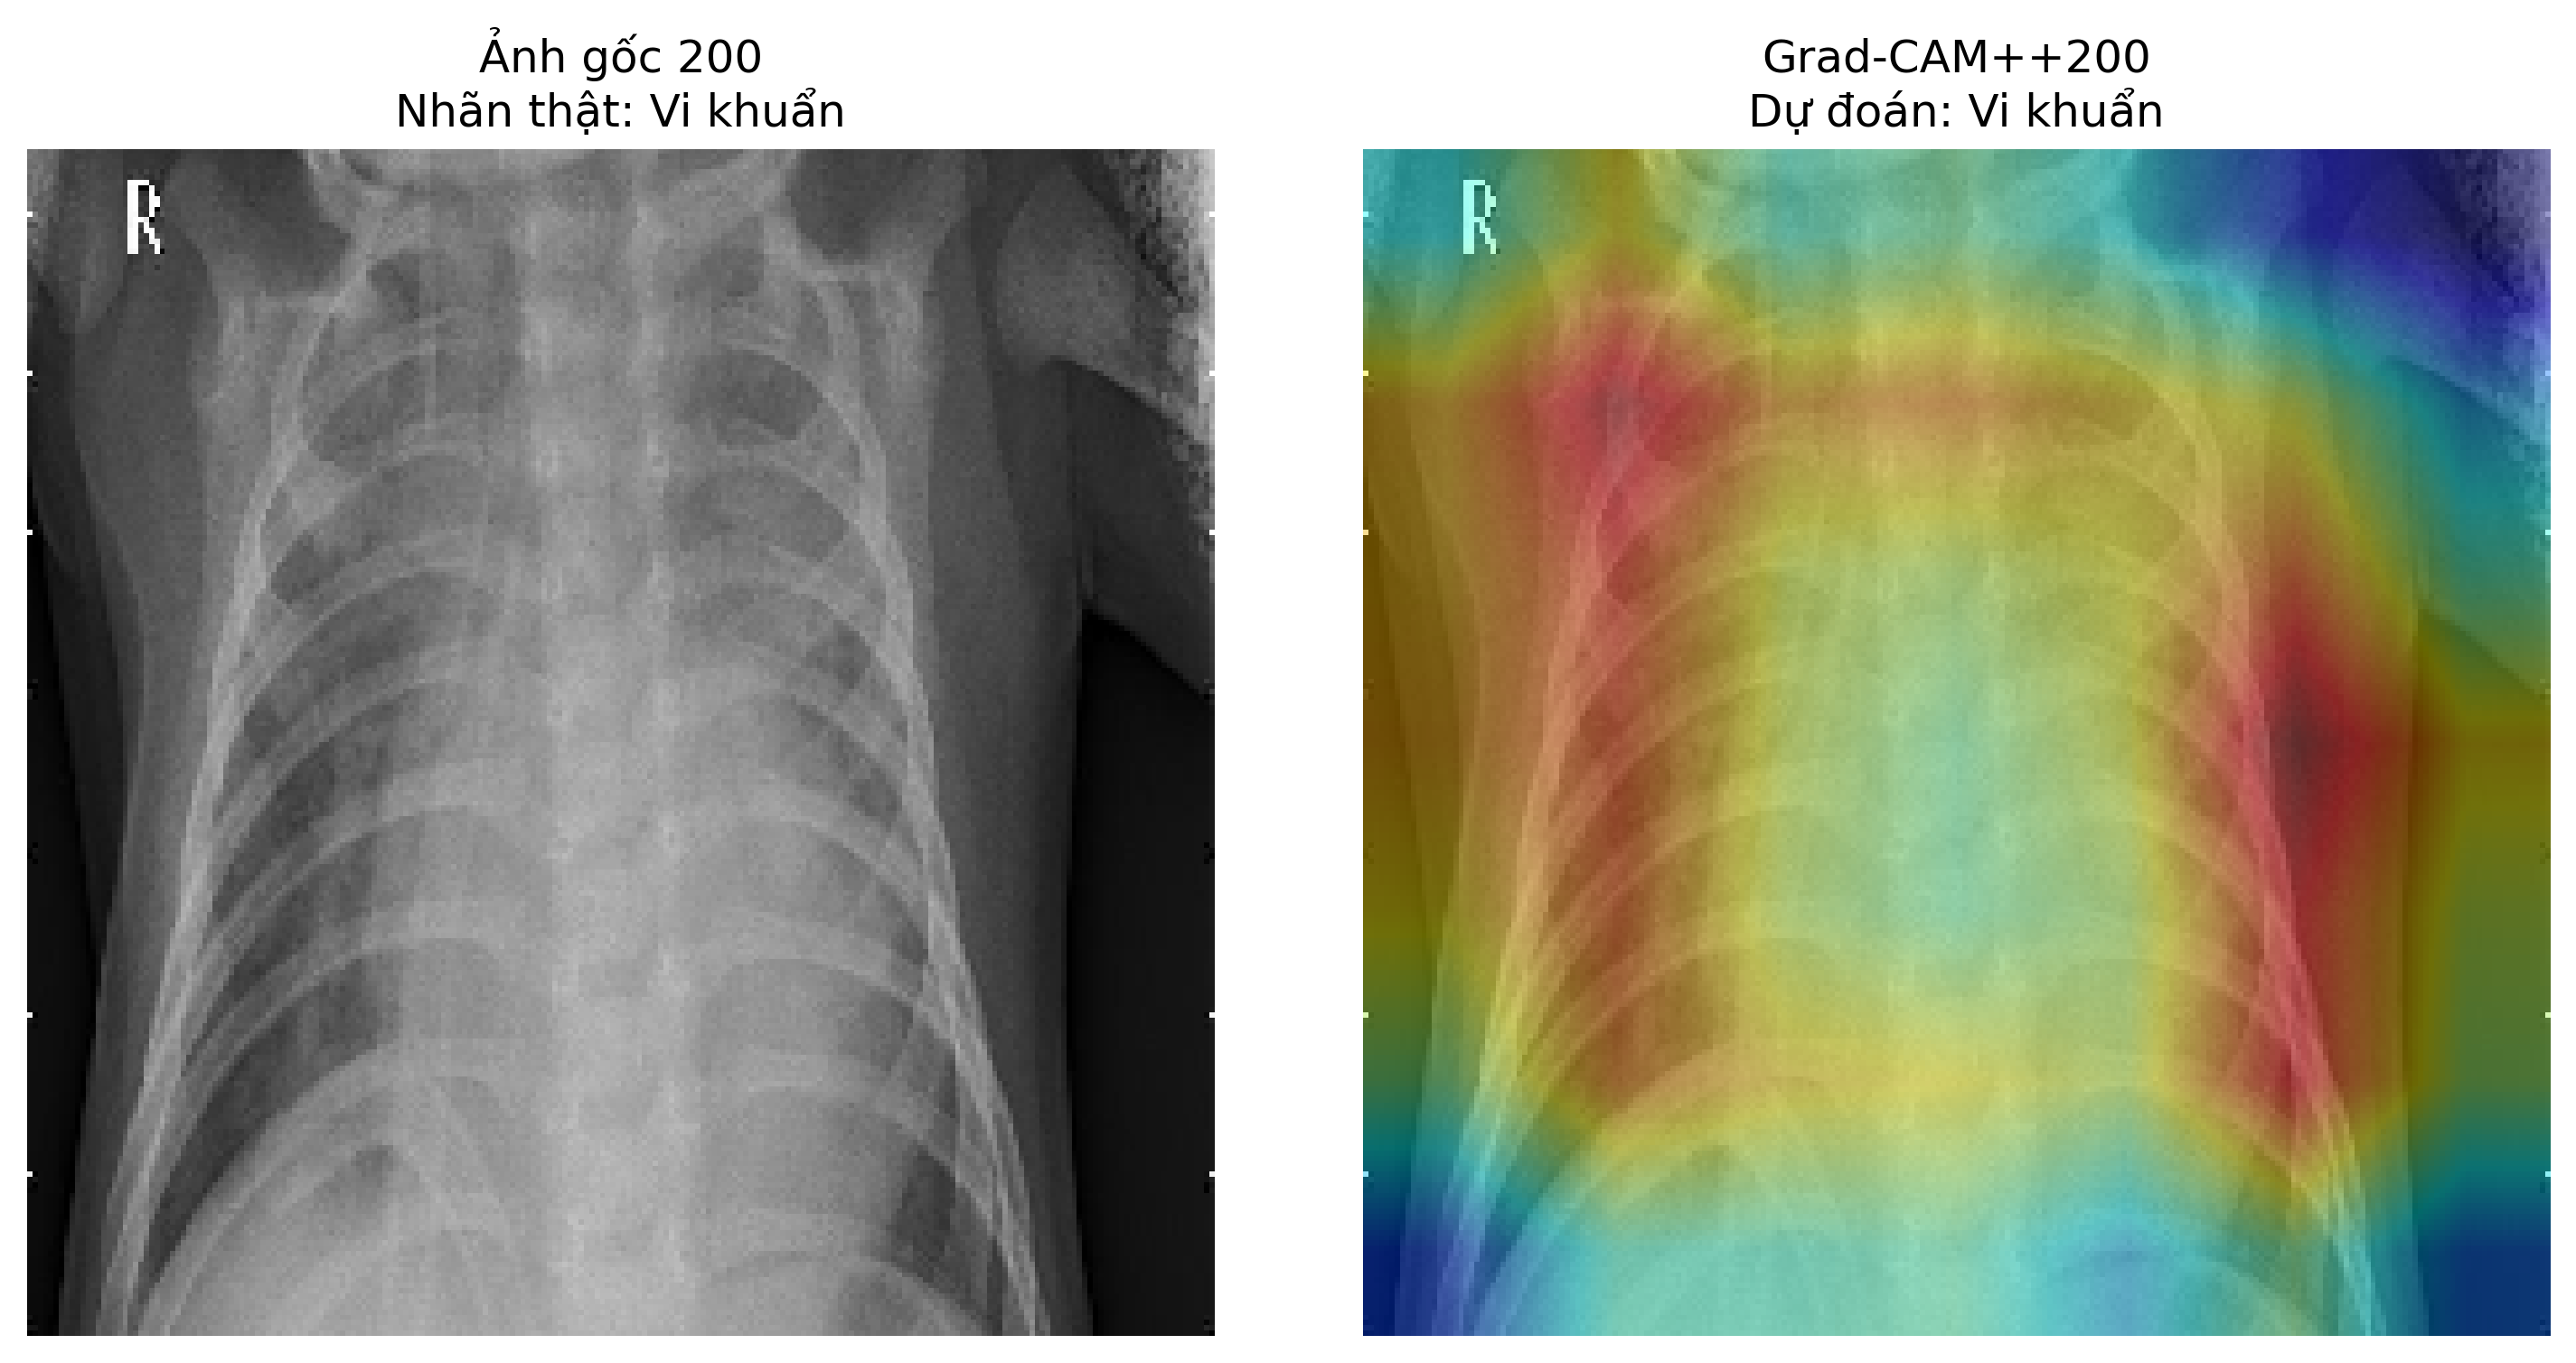 Ảnh gốc 200
Nhãn thật: Vi khuẩn
R
Grad-CAM++200
Dự đoán: Vi khuẩn
R